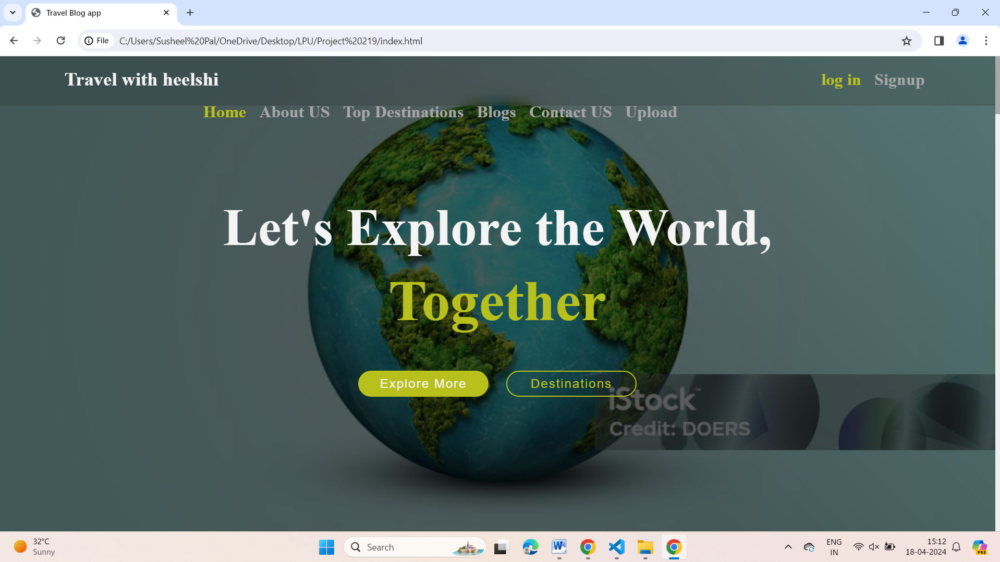 Travel Blog app
File
C:/Users/Susheel%20Pal/OneDrive/Desktop/LPU/Project%20219/index.html
Travel with heelshi
log in Signup
Home About US Top Destinations Blogs Contact US Upload
Let's Explore the World,
Together
Explore More Destinations
iStock™
Credit: DOERS
32°C
Sunny
Search
W
ENG
IN
15:12
18-04-2024
PRE